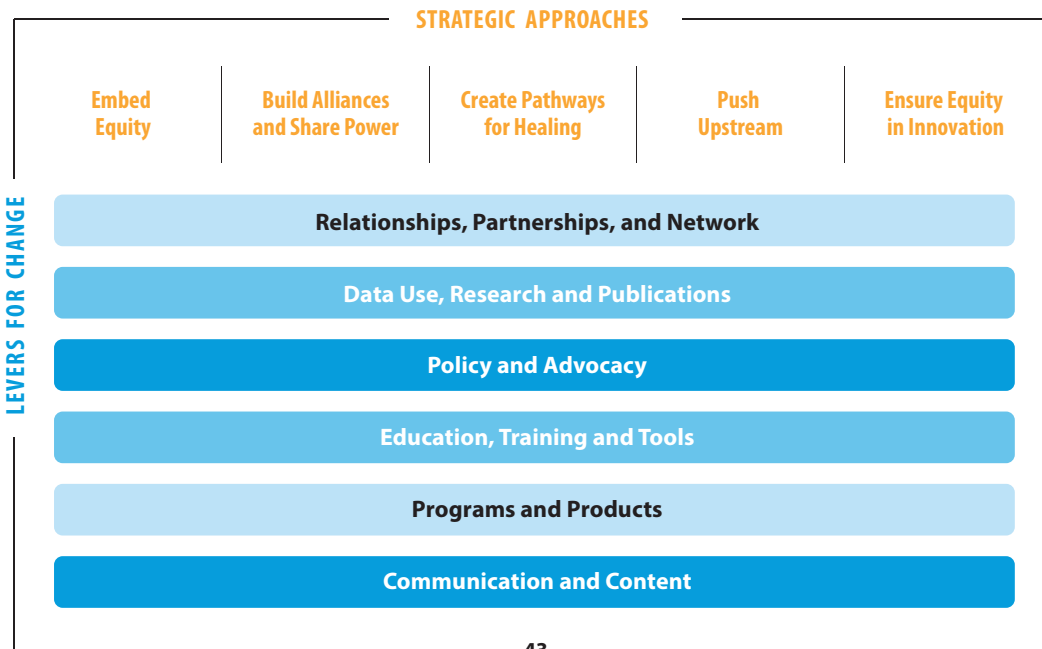 STRATEGIC APPROACHES
Embed
Equity
Build Alliances
and Share Power
Create Pathways
for Healing
Push
Upstream
Ensure Equity
in Innovation
LEVERS FOR CHANGE
Relationships, Partnerships, and Network
Data Use, Research and Publications
Policy and Advocacy
Education, Training and Tools
Programs and Products
Communication and Content
43